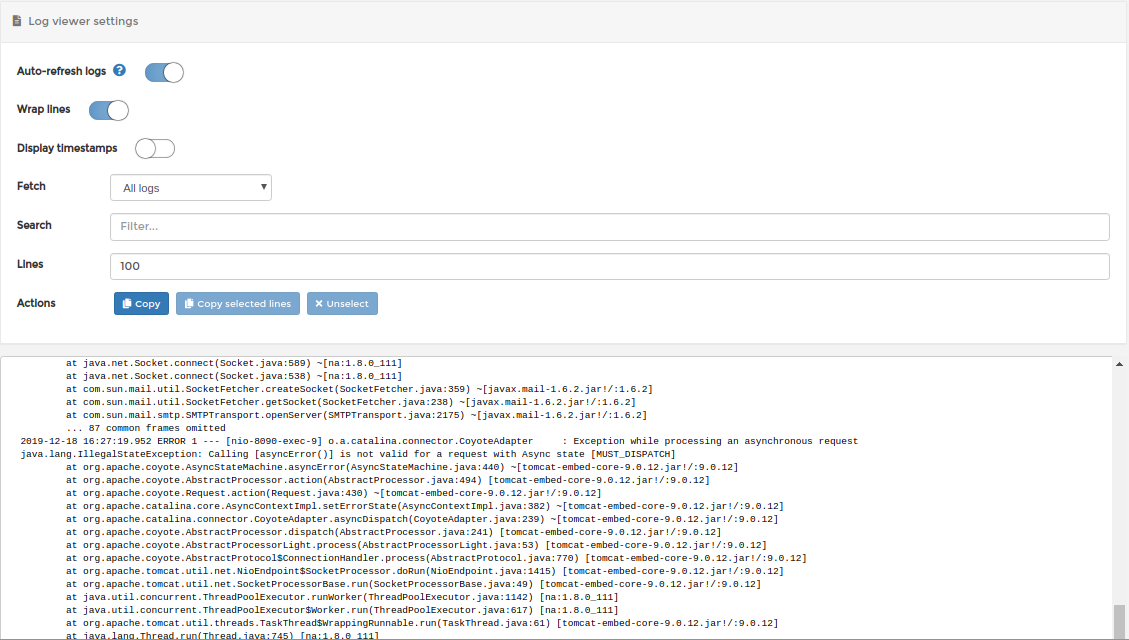 Log viewer settings
Auto-refresh logs ?
Wrap lines
Display timestamps
Fetch All logs
Search Filter...
Lines 100
Actions Copy Copy selected lines Unselect
at java.net.Socket.connect(Socket.java:589) ~[na:1.8.0_111]
at java.net.Socket.connect(Socket.java:538) ~[na:1.8.0_111]
at com.sun.mail.util.SocketFetcher.createSocket(SocketFetcher.java:359) ~[javax.mail-1.6.2.jar!/:1.6.2]
at com.sun.mail.util.SocketFetcher.getSocket(SocketFetcher.java:238) ~[javax.mail-1.6.2.jar!/:1.6.2]
at com.sun.mail.smtp.SMTPTransport.openServer(SMTPTransport.java:2175) ~[javax.mail-1.6.2.jar!/:1.6.2]
... 87 common frames omitted
2019-12-18 16:27:19.952 ERROR 1 --- [nio-8090-exec-9] o.a.catalina.connector.CoyoteAdapter : Exception while processing an asynchronous request
java.lang.IllegalStateException: Calling [asyncError()] is not valid for a request with Async state [MUST_DISPATCH]
at org.apache.coyote.AsyncStateMachine.asyncError(AsyncStateMachine.java:440) ~[tomcat-embed-core-9.0.12.jar!/:9.0.12]
at org.apache.coyote.AbstractProcessor.action(AbstractProcessor.java:494) [tomcat-embed-core-9.0.12.jar!/:9.0.12]
at org.apache.coyote.Request.action(Request.java:430) ~[tomcat-embed-core-9.0.12.jar!/:9.0.12]
at org.apache.catalina.core.AsyncContextImpl.setErrorState(AsyncContextImpl.java:382) ~[tomcat-embed-core-9.0.12.jar!/:9.0.12]
at org.apache.catalina.connector.CoyoteAdapter.asyncDispatch(CoyoteAdapter.java:239) ~[tomcat-embed-core-9.0.12.jar!/:9.0.12]
at org.apache.coyote.AbstractProcessor.dispatch(AbstractProcessor.java:241) [tomcat-embed-core-9.0.12.jar!/:9.0.12]
at org.apache.coyote.AbstractProcessorLight.process(AbstractProcessorLight.java:53) [tomcat-embed-core-9.0.12.jar!/:9.0.12]
at org.apache.coyote.AbstractProtocol$ConnectionHandler.process(AbstractProtocol.java:770) [tomcat-embed-core-9.0.12.jar!/:9.0.12]
at org.apache.tomcat.util.net.NioEndpoint$SocketProcessor.doRun(NioEndpoint.java:1415) [tomcat-embed-core-9.0.12.jar!/:9.0.12]
at org.apache.tomcat.util.net.SocketProcessorBase.run(SocketProcessorBase.java:49) [tomcat-embed-core-9.0.12.jar!/:9.0.12]
at java.util.concurrent.ThreadPoolExecutor.runWorker(ThreadPoolExecutor.java:1142) [na:1.8.0_111]
at java.util.concurrent.ThreadPoolExecutor$Worker.run(ThreadPoolExecutor.java:617) [na:1.8.0_111]
at org.apache.tomcat.util.threads.TaskThread$WrappingRunnable.run(TaskThread.java:61) [tomcat-embed-core-9.0.12.jar!/:9.0.12]
at java.lang.Thread.run(Thread.java:745) [na:1.8.0_111]